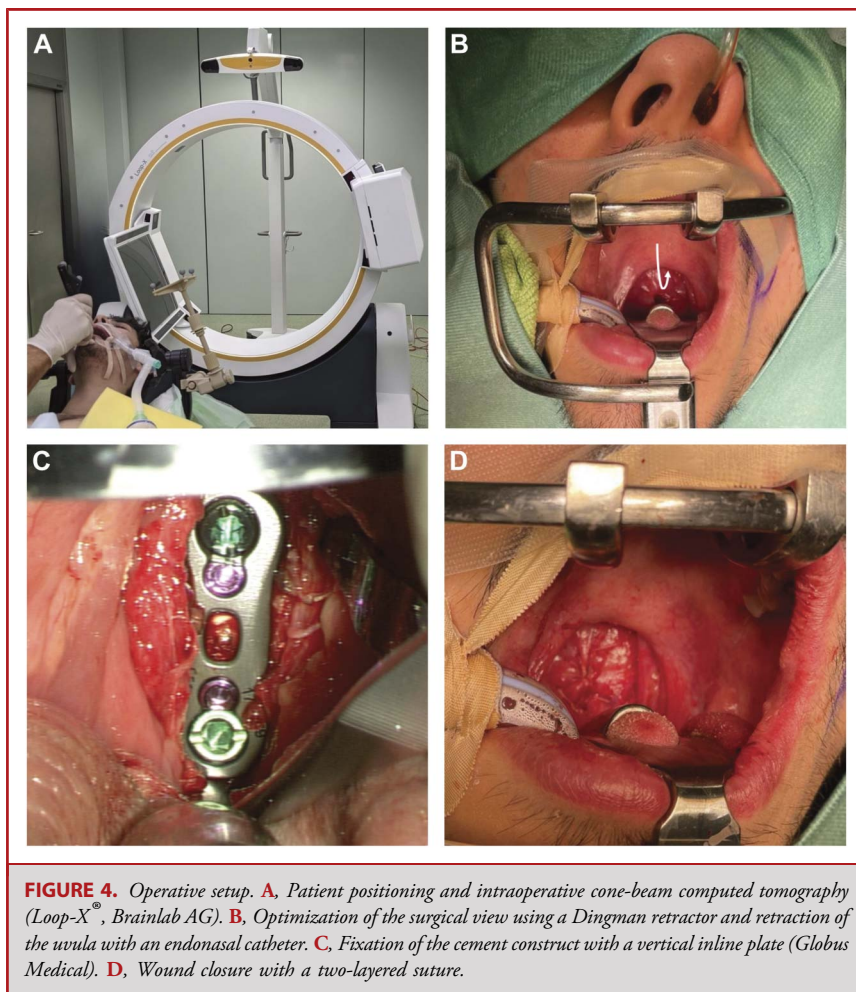 A
B
Loop-X
C
D
FIGURE 4. Operative setup. A, Patient positioning and intraoperative cone-beam computed tomography
(Loop-X®, Brainlab AG). B, Optimization of the surgical view using a Dingman retractor and retraction of
the uvula with an endonasal catheter. C, Fixation of the cement construct with a vertical inline plate (Globus
Medical). D, Wound closure with a two-layered suture.